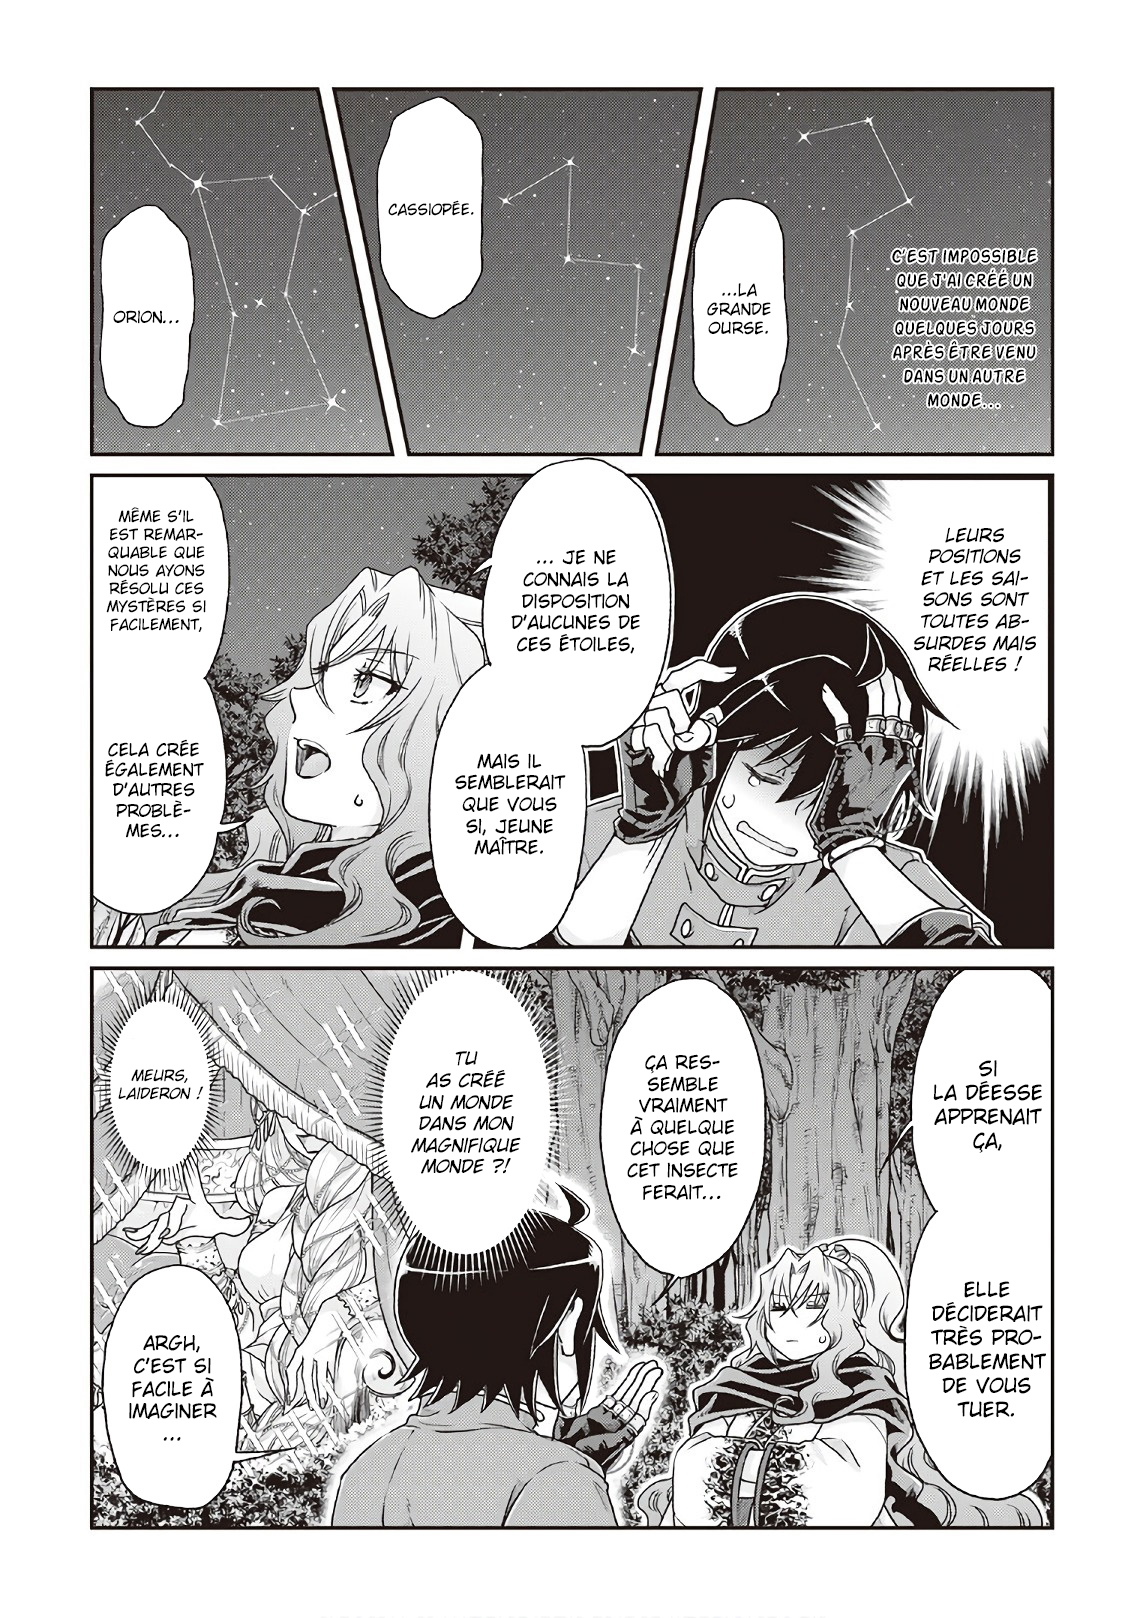 C'EST IMPOSSIBLE
QUE J'AI CRÉÉ UN
NOUVEAU MONDE
QUELQUES JOURS
APRÈS ÊTRE VENU
DANS UN AUTRE
MONDE...
...LA
GRANDE
OURSE.
CASSIOPÉE.
ORION...
LEURS
POSITIONS
ET LES SAI-
SONS SONT
TOUTES AB-
SURDES MAIS
RÉELLES !
... JE NE
CONNAIS LA
DISPOSITION
D'AUCUNES DE
CES ÉTOILES,
MAIS IL
SEMBLERAIT
QUE VOUS
SI, JEUNE
MAÎTRE.
MÊME S'IL
EST REMAR-
QUABLE QUE
NOUS AYONS
RÉSOLU CES
MYSTÈRES SI
FACILEMENT,
CELA CRÉE
ÉGALEMENT
D'AUTRES
PROBLÈ-
MES...
SI
LA DÉESSE
APPRENAIT
ÇA,
ELLE
DÉCIDERAIT
TRÈS PRO-
BABLEMENT
DE VOUS
TUER.
ÇA RES-
SEMBLE
VRAIMENT
À QUELQUE
CHOSE QUE
CET INSECTE
FERAIT...
TU
AS CRÉÉ
UN MONDE
DANS MON
MAGNIFIQUE
MONDE ?!
MEURS,
LAIDERON !
ARGH,
C'EST SI
FACILE À
IMAGINER
...